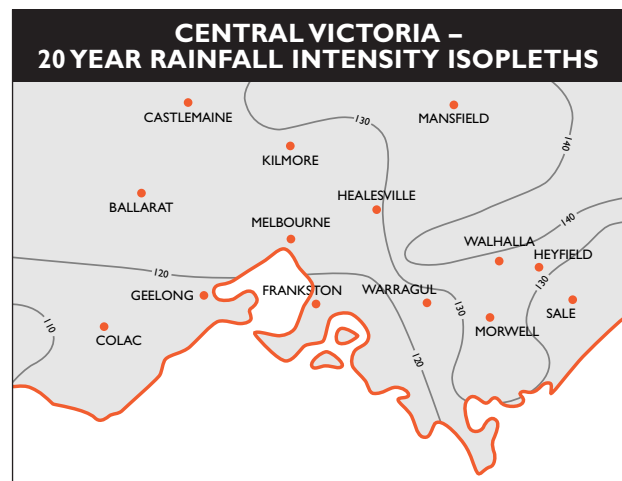 CENTRAL VICTORIA –
20 YEAR RAINFALL INTENSITY ISOPLETHS
CASTLEMAINE
130
MANSFIELD
KILMORE
140
HEALESVILLE
BALLARAT
MELBOURNE
140
WALHALLA
HEYFIELD
120
130
GEELONG
FRANKSTON
WARRAGUL
130
SALE
110
MORWELL
COLAC
120